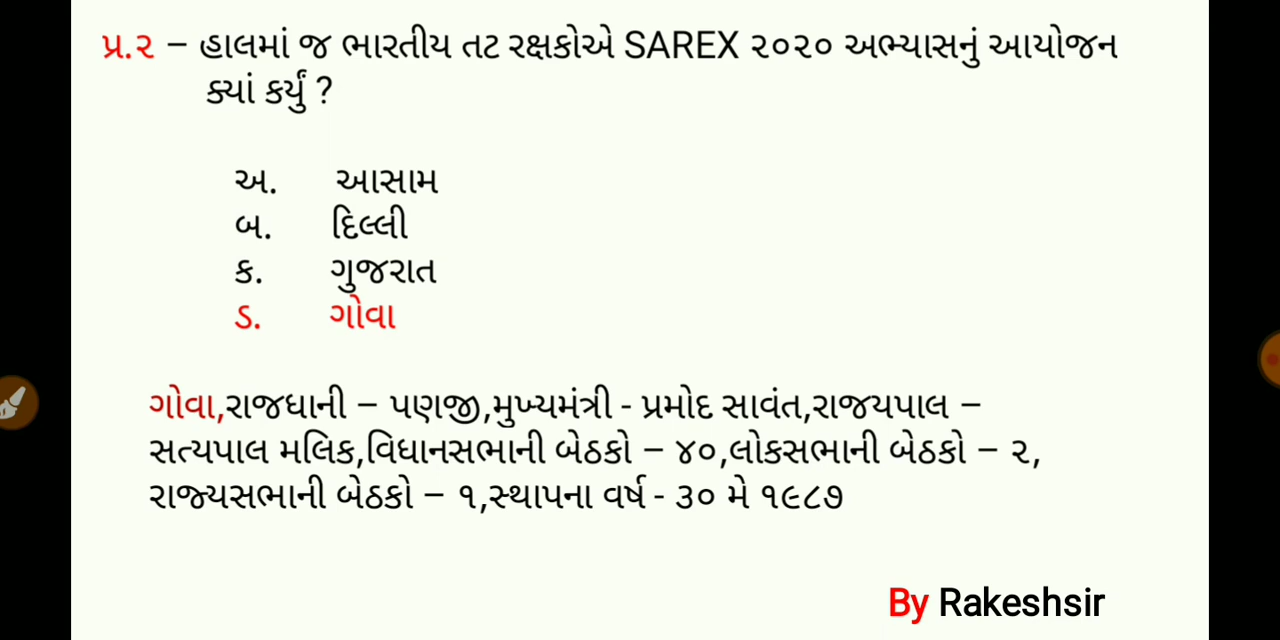 પ્ર.૨ – હાલમાં જ ભારતીય તટ રક્ષકોએ SAREX ૨૦૨૦ અભ્યાસનું આયોજન
ક્યાં કર્યું ?
અ. આસામ
બ. દિલ્લી
ક. ગુજરાત
ડ. ગોવા
ગોવા,રાજધાની – પણજી,મુખ્યમંત્રી - પ્રમોદ સાવંત,રાજયપાલ –
સત્યપાલ મલિક,વિધાનસભાની બેઠકો – ૪૦,લોકસભાની બેઠકો – ૨,
રાજ્યસભાની બેઠકો – ૧,સ્થાપના વર્ષ - ૩૦ મે ૧૯૮૭
By Rakeshsir